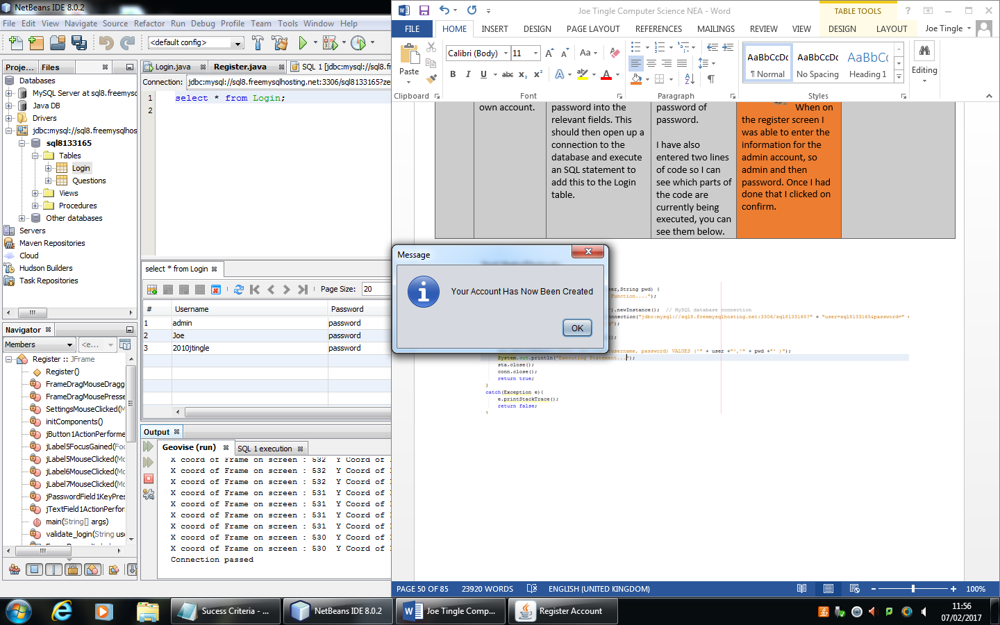 NetBeans IDE 8.0.2
File Edit View Navigate Source Refactor Run Debug Profile Team Tools Window Help
<default config>
Proje... Files
Databases
MySQL Server at sql8.freemysq
Java DB
Drivers
jdbc:mysql://sql8.freemysqlhos
sql8133165
Tables
Login
Questions
Views
Procedures
Other databases
Servers
Maven Repositories
Cloud
Hudson Builders
Task Repositories
Navigator
Members <e...
Register :: JFrame
Register()
FrameDragMouseDragg
FrameDragMousePresse
SettingsMouseClicked(M
initComponents()
jButton1ActionPerforme
jLabel5FocusGained(Foc
jLabel5MouseClicked(Mo
jLabel6MouseClicked(Mo
jLabel7MouseClicked(Mo
jPasswordField1KeyPres
jTextField1ActionPerfor
main(String[] args)
validate_login(String use
Login.java Register.java SQL 1 [jdbc:mysql://sql8.f
Connection: jdbc:mysql://sql8.freemysqlhosting.net:3306/sql8133165?ze
1 select * from Login;
2
select * from Login
Page Size: 20
# Username Password
1 admin password
2 Joe password
3 2010jtingle password
Output
Geovise (run) SQL 1 execution
X coord of Frame on screen : 532 Y Coord of
X coord of Frame on screen : 532 Y Coord of
X coord of Frame on screen : 532 Y Coord of
X coord of Frame on screen : 531 Y Coord of
X coord of Frame on screen : 531 Y Coord of
X coord of Frame on screen : 531 Y Coord of
X coord of Frame on screen : 531 Y Coord of
X coord of Frame on screen : 530 Y Coord of
X coord of Frame on screen : 530 Y Coord of
Connection passed
Joe Tingle Computer Science NEA - Word
TABLE TOOLS
FILE HOME INSERT DESIGN PAGE LAYOUT REFERENCES MAILINGS REVIEW VIEW DESIGN LAYOUT Joe Tingle
Paste
Clipboard
Calibri (Body) 11
Font
Paragraph
AaBbCcDc AaBbCcDc AaBbCc
¶ Normal No Spacing Heading 1
Styles
Editing
own account.
password into the
relevant fields. This
should then open up a
connection to the
database and execute
an SQL statement to
add this to the Login
table.
password of
password.
I have also
entered two lines
of code so I can
see which parts of
the code are
currently being
executed, you can
see them below.
When on
the register screen I
was able to enter the
information for the
admin account, so
admin and then
password. Once I had
done that I clicked on
confirm.
Message
Your Account Has Now Been Created
OK
er,String pwd) {
Function....");
").newInstance(); // MySQL database connection
onnection("jdbc:mysql://sql8.freemysqlhosting.net:3306/sql8133165?" + "user=sql8133165&password=" +
");
();
username, password) VALUES ('" + user +"','" + pwd +"' )");
System.out.println("Executing Statement...");
sta.close();
conn.close();
return true;
}
catch(Exception e){
e.printStackTrace();
return false;
}
PAGE 50 OF 85 23920 WORDS ENGLISH (UNITED KINGDOM) 100%
Sucess Criteria - ... NetBeans IDE 8.0.2 Joe Tingle Comp... Register Account
11:56
07/02/2017